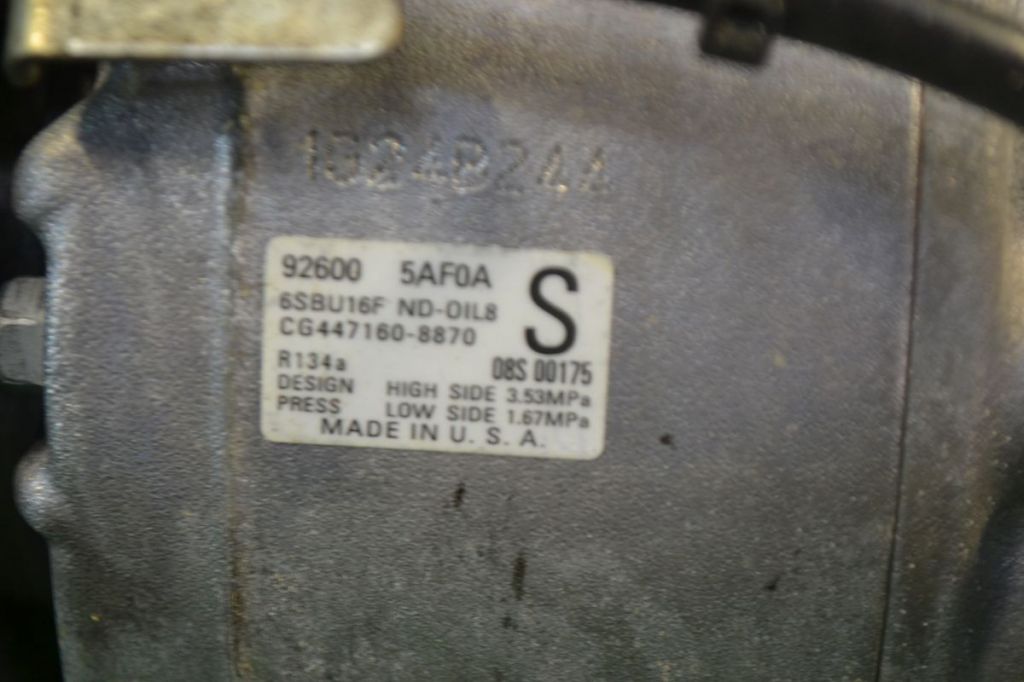 1G24B244
92600 5AF0A
S
6SBU16F ND-OIL8
CG447160-8870
R134a 08S 00175
DESIGN HIGH SIDE 3.53MPa
PRESS LOW SIDE 1.67MPa
MADE IN U. S. A.